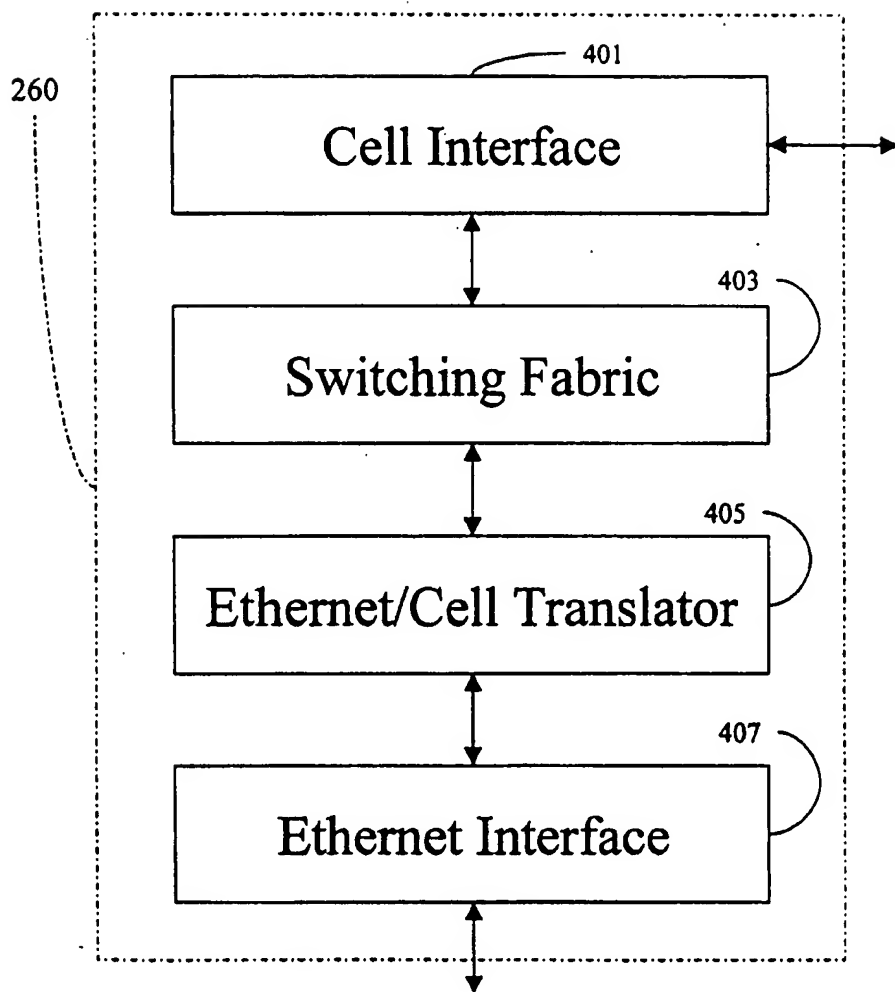 401
260
Cell Interface
403
Switching Fabric
405
Ethernet/Cell Translator
407
Ethernet Interface